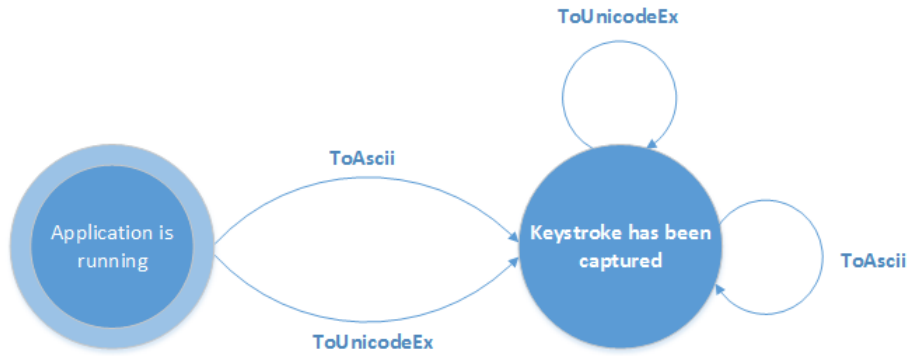 ToUnicodeEx
ToAscii
Application is
running
Keystroke has been
captured
ToAscii
ToUnicodeEx